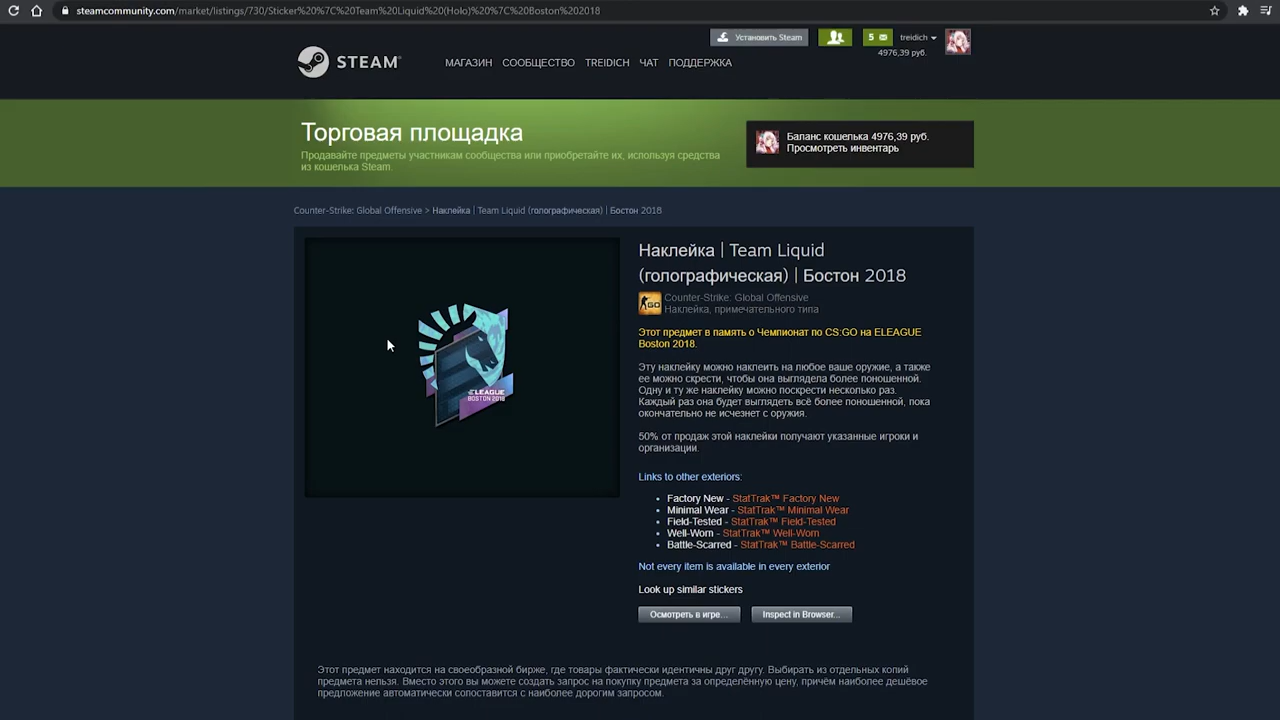 steamcommunity.com/market/listings/730/Sticker%20%7C%20Team%20Liquid%20(Holo)%20%7C%20Boston%202018
Установить Steam
5
treidich
4976,39 руб.
STEAM
МАГАЗИН СООБЩЕСТВО TREIDICH ЧАТ ПОДДЕРЖКА
Торговая площадка
Продавайте предметы участникам сообщества или приобретайте их, используя средства
из кошелька Steam.
Баланс кошелька 4976,39 руб.
Просмотреть инвентарь
Counter-Strike: Global Offensive > Наклейка | Team Liquid (голографическая) | Бостон 2018
ELEAGUE
BOSTON 2018
Наклейка | Team Liquid
(голографическая) | Бостон 2018
GO
Counter-Strike: Global Offensive
Наклейка, примечательного типа
Этот предмет в память о Чемпионат по CS:GO на ELEAGUE
Boston 2018.
Эту наклейку можно наклеить на любое ваше оружие, а также
ее можно скрести, чтобы она выглядела более поношенной.
Одну и ту же наклейку можно поскрести несколько раз.
Каждый раз она будет выглядеть всё более поношенной, пока
окончательно не исчезнет с оружия.
50% от продаж этой наклейки получают указанные игроки и
организации.
Links to other exteriors:
Factory New - StatTrak™ Factory New
Minimal Wear - StatTrak™ Minimal Wear
Field-Tested - StatTrak™ Field-Tested
Well-Worn - StatTrak™ Well-Worn
Battle-Scarred - StatTrak™ Battle-Scarred
Not every item is available in every exterior
Look up similar stickers
Осмотреть в игре...
Inspect in Browser...
Этот предмет находится на своеобразной бирже, где товары фактически идентичны друг другу. Выбирать из отдельных копий
предмета нельзя. Вместо этого вы можете создать запрос на покупку предмета за определённую цену, причём наиболее дешёвое
предложение автоматически сопоставится с наиболее дорогим запросом.